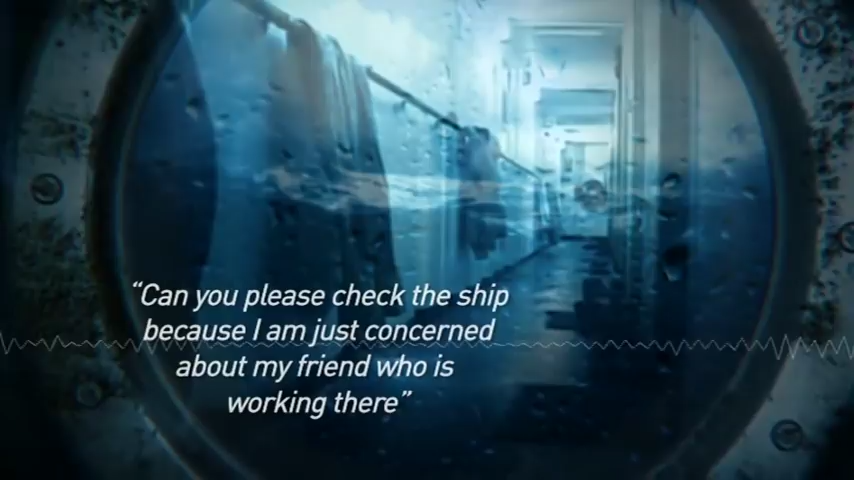 “Can you please check the ship
because I am just concerned
about my friend who is
working there”